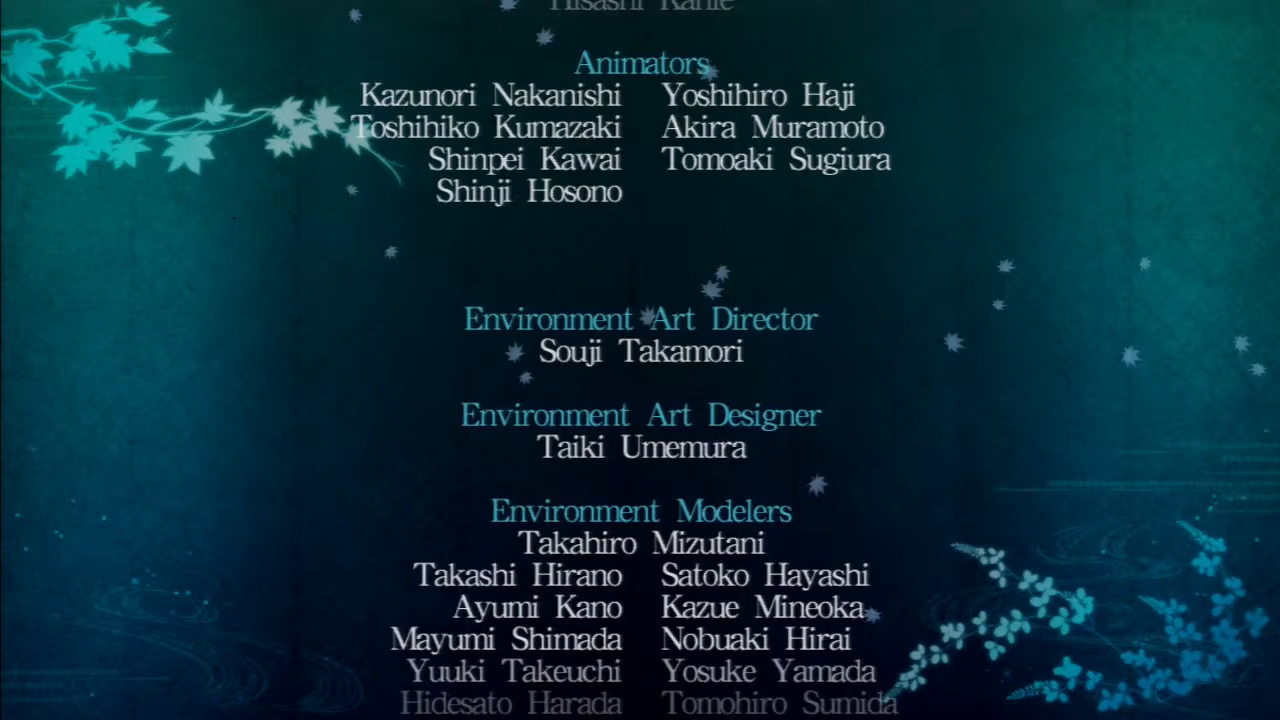 Hisashi
Animators
Kazunori Nakanishi Yoshihiro Haji
Toshihiko Kumazaki Akira Muramoto
Shinpei Kawai Tomoaki Sugiura
Shinji Hosono
Environment Art Director
Souji Takamori
Environment Art Designer
Taiki Umemura
Environment Modelers
Takahiro Mizutani
Takashi Hirano Satoko Hayashi
Ayumi Kano Kazue Mineoka
Mayumi Shimada Nobuaki Hirai
Yuuki Takeuchi Yosuke Yamada
Hidesato Harada Tomohiro Sumida